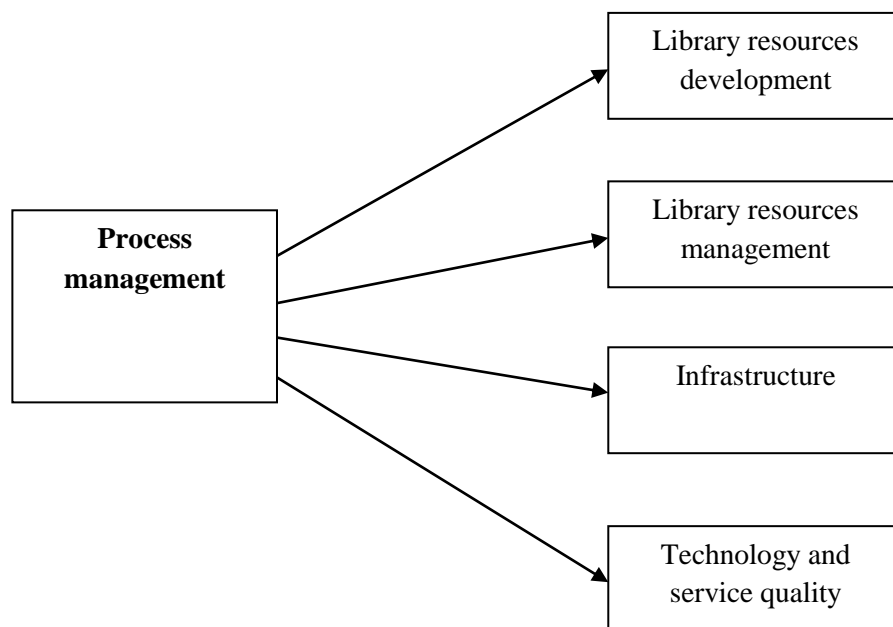 Library resources
development
Process
management
Library resources
management
Infrastructure
Technology and
service quality